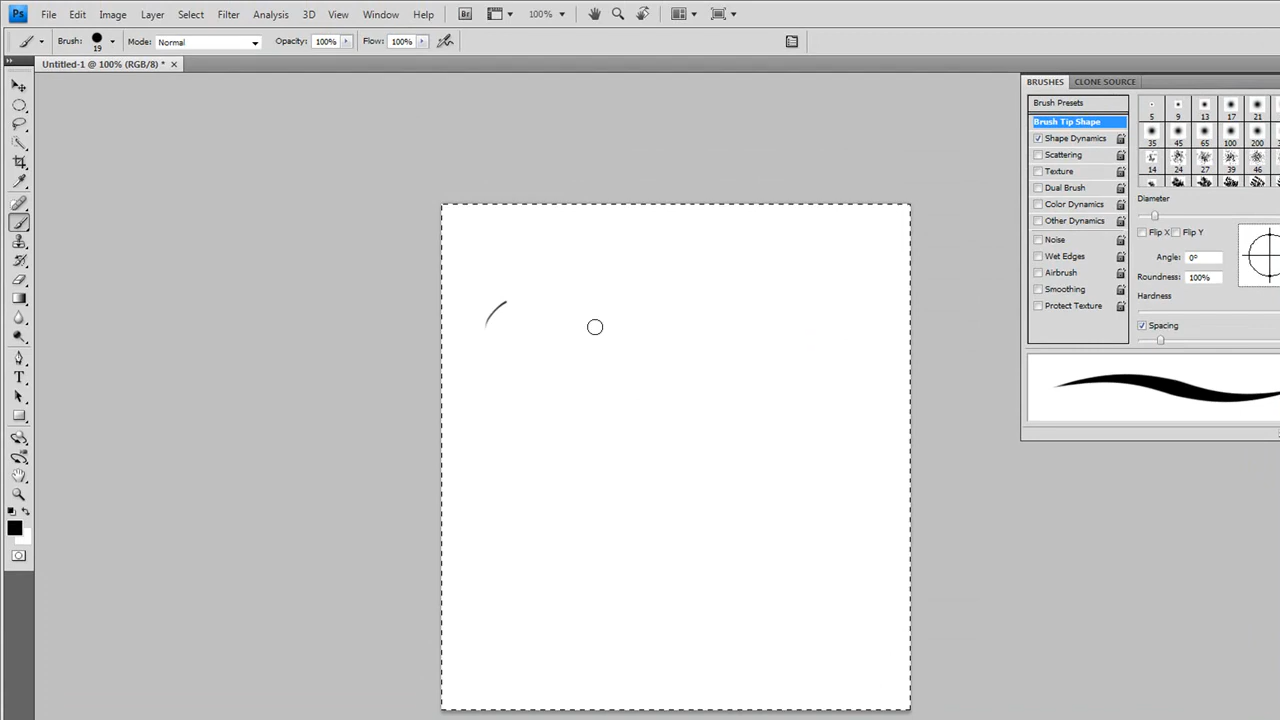 Ps File Edit Image Layer Select Filter Analysis 3D View Window Help Br 100%
Brush: 19 Mode: Normal Opacity: 100% Flow: 100%
Untitled-1 @ 100% (RGB/8) * x
BRUSHES CLONE SOURCE
Brush Presets
Brush Tip Shape
Shape Dynamics
Scattering
Texture
Dual Brush
Color Dynamics
Other Dynamics
Noise
Wet Edges
Airbrush
Smoothing
Protect Texture
5 9 13 17 21
35 45 65 100 200
14 24 27 39 46
Diameter
Flip X Flip Y
Angle: 0º
Roundness: 100%
Hardness
Spacing
T